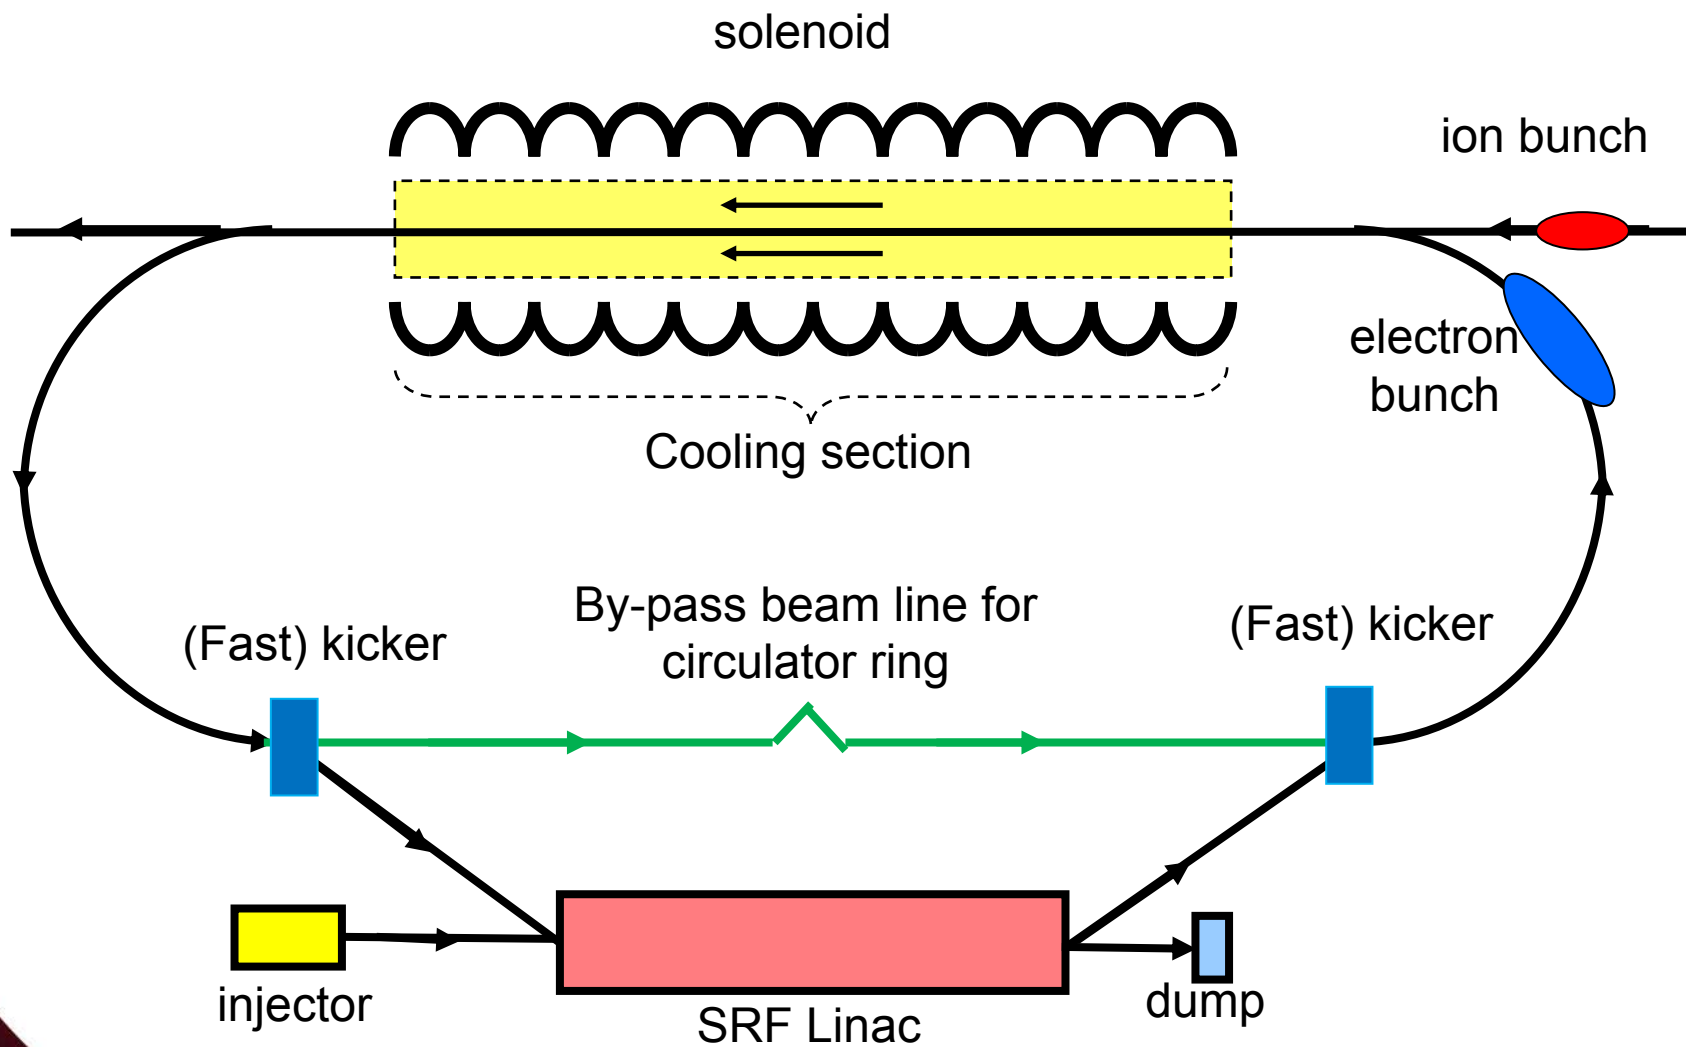 solenoid
ion bunch
electron
bunch
Cooling section
By-pass beam line for
circulator ring
(Fast) kicker
(Fast) kicker
injector
SRF Linac
dump